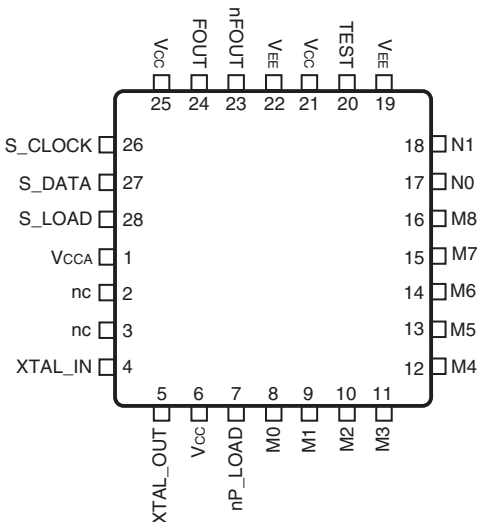 VCC FOUT nFOUT VEE VCC TEST VEE
25 24 23 22 21 20 19
S_CLOCK 26 18 N1
S_DATA 27 17 N0
S_LOAD 28 16 M8
VCCA 1 15 M7
nc 2 14 M6
nc 3 13 M5
XTAL_IN 4 12 M4
5 6 7 8 9 10 11
XTAL_OUT VCC nP_LOAD M0 M1 M2 M3